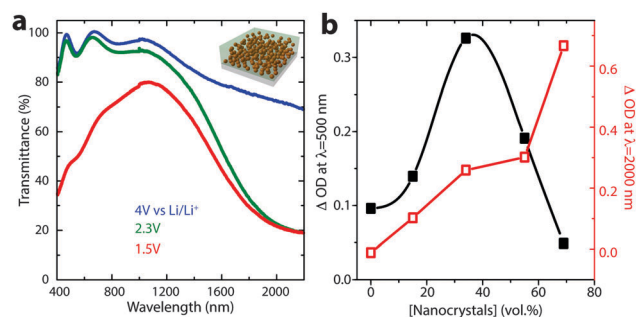 a
100
80
60
40
20
0
Transmittance (%)
4V vs Li/Li⁺
2.3V
1.5V
400 800 1200 1600 2000
Wavelength (nm)
b
0.3
0.2
0.1
0.0
Δ OD at λ=500 nm
0 20 40 60 80
[Nanocrystals] (vol.%)
0.6
0.4
0.2
0.0
Δ OD at λ=2000 nm